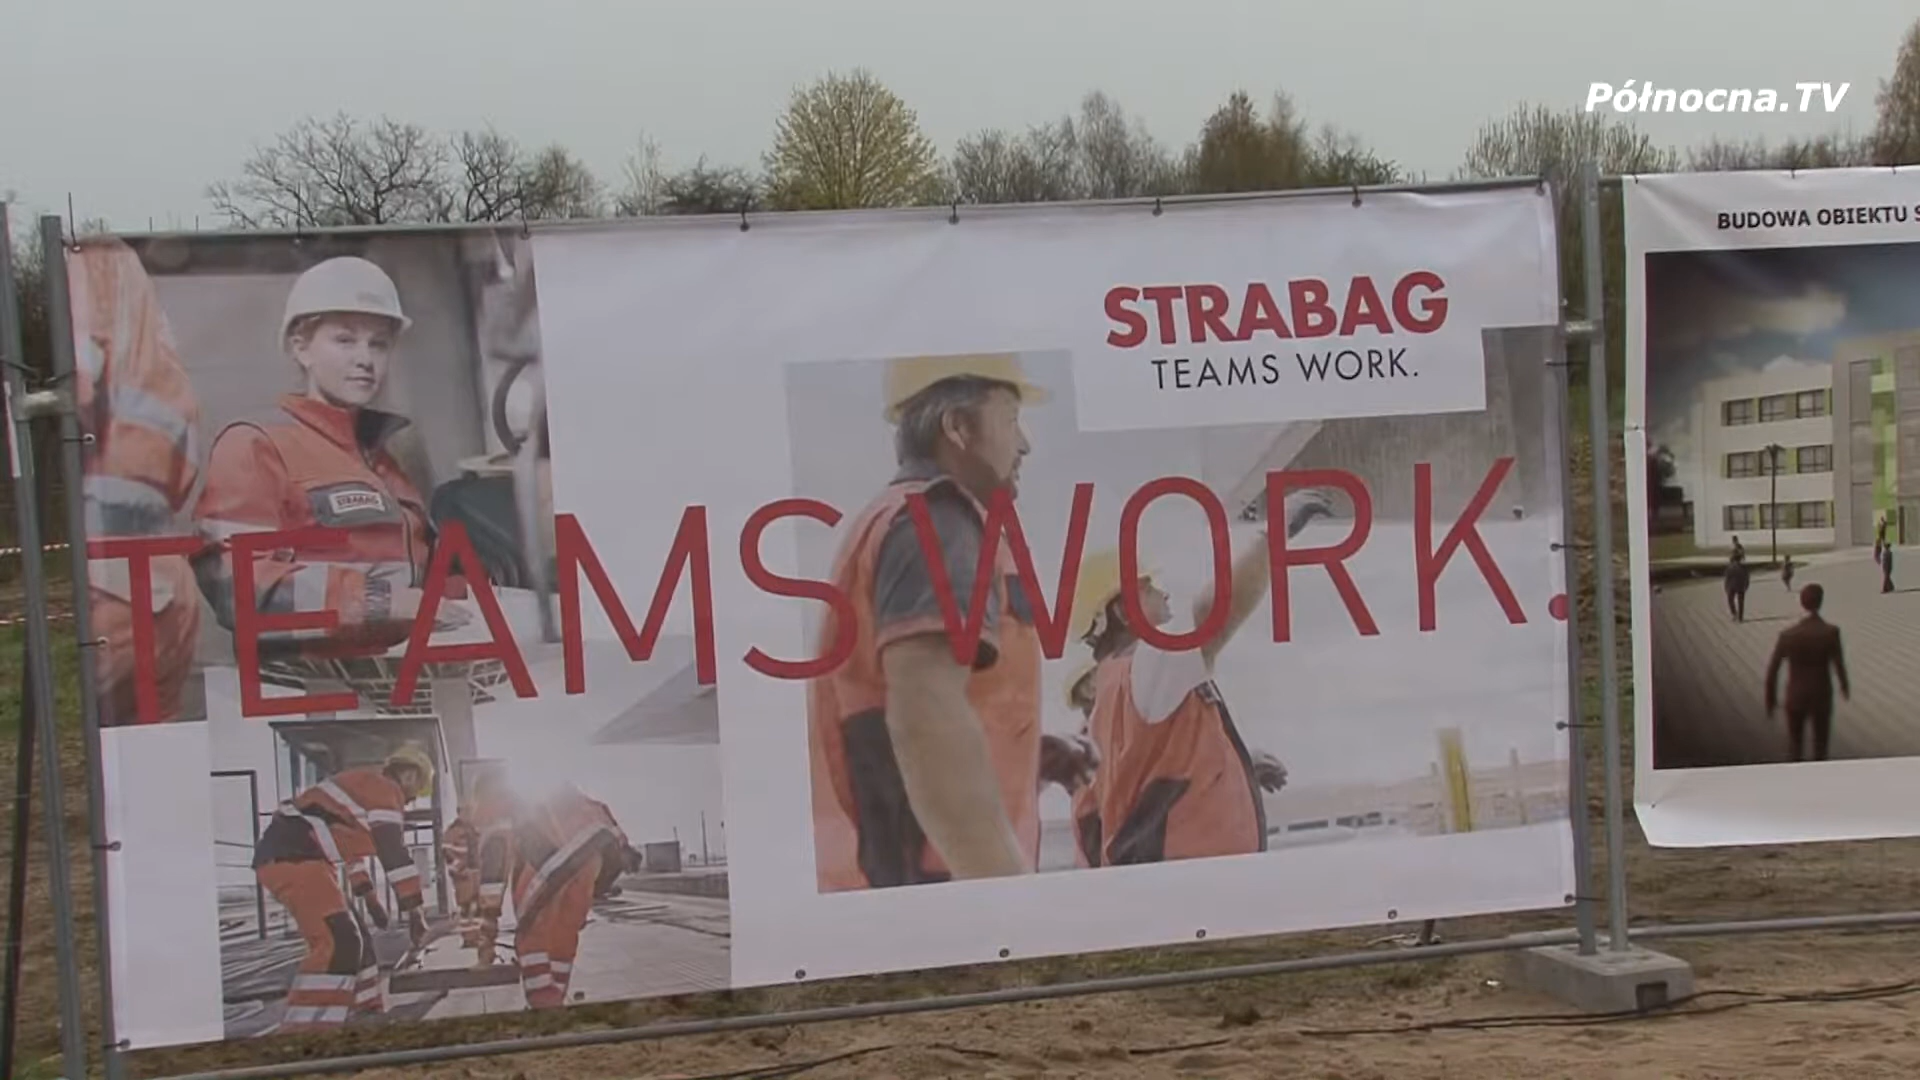 Północna.TV
BUDOWA OBIEKTU
STRABAG
TEAMS WORK.
STRABAG
TEAMS WORK.